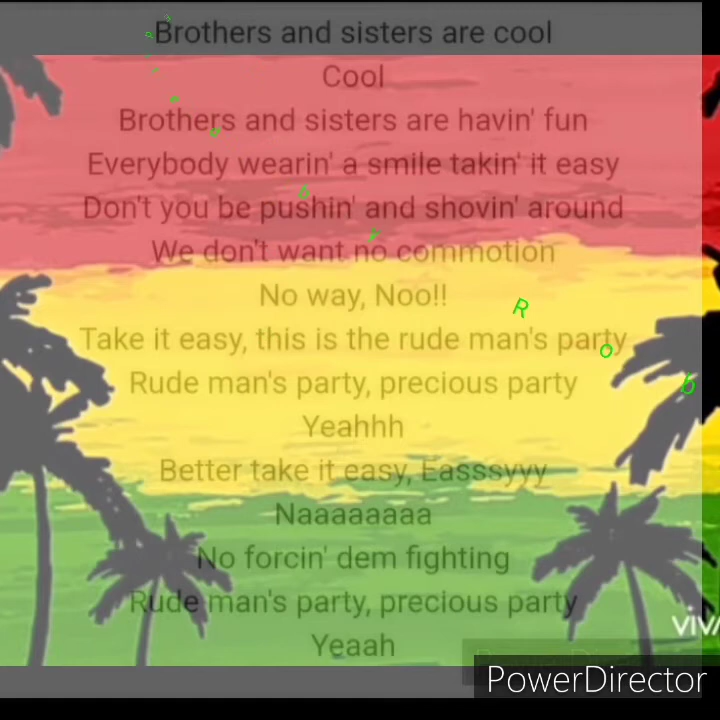 Brothers and sisters are cool
Cool
Brothers and sisters are havin' fun
Everybody wearin' a smile takin' it easy
Don't you be pushin' and shovin' around
We don't want no commotion
No way, Noo!!
R
o
b
Take it easy, this is the rude man's party
Rude man's party, precious party
Yeahhh
Better take it easy, Easssyyy
Naaaaaaaa
No forcin' dem fighting
Rude man's party, precious party
Yeaah
PowerDirector